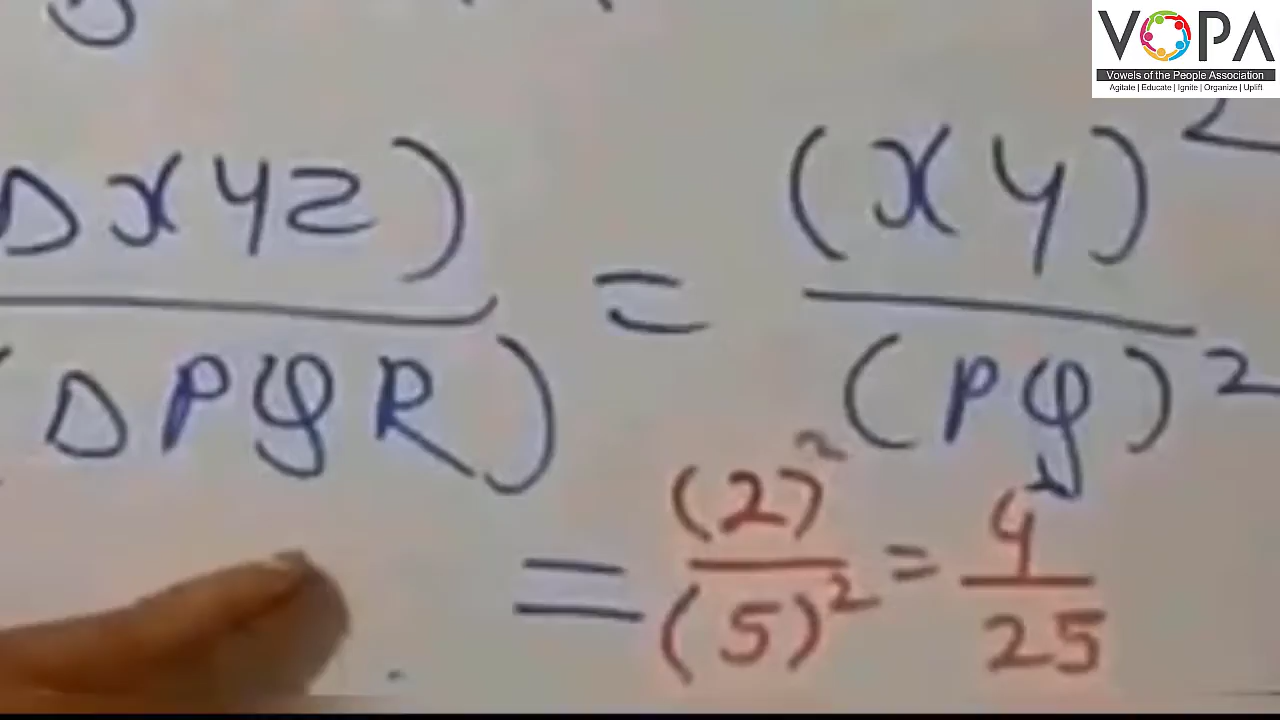 VOPA
Vowels of the People Association
Agitate | Educate | Ignite | Organize | Uplift
ΔXYZ) = (XY)²
(ΔPQR) (PQ)²
= (2)² = 4
(5)² 25